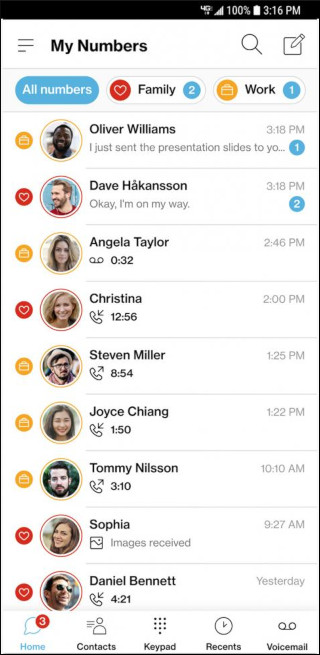 4G 100% 3:16 PM
My Numbers
All numbers Family 2 Work 1
Oliver Williams 3:18 PM
I just sent the presentation slides to yo... 1
Dave Håkansson 3:18 PM
Okay, I'm on my way. 2
Angela Taylor 2:46 PM
0:32
Christina 2:00 PM
12:56
Steven Miller 1:25 PM
8:54
Joyce Chiang 1:22 PM
1:50
Tommy Nilsson 10:10 AM
3:10
Sophia 9:27 AM
Images received
Daniel Bennett Yesterday
4:21
3
Home Contacts Keypad Recents Voicemail